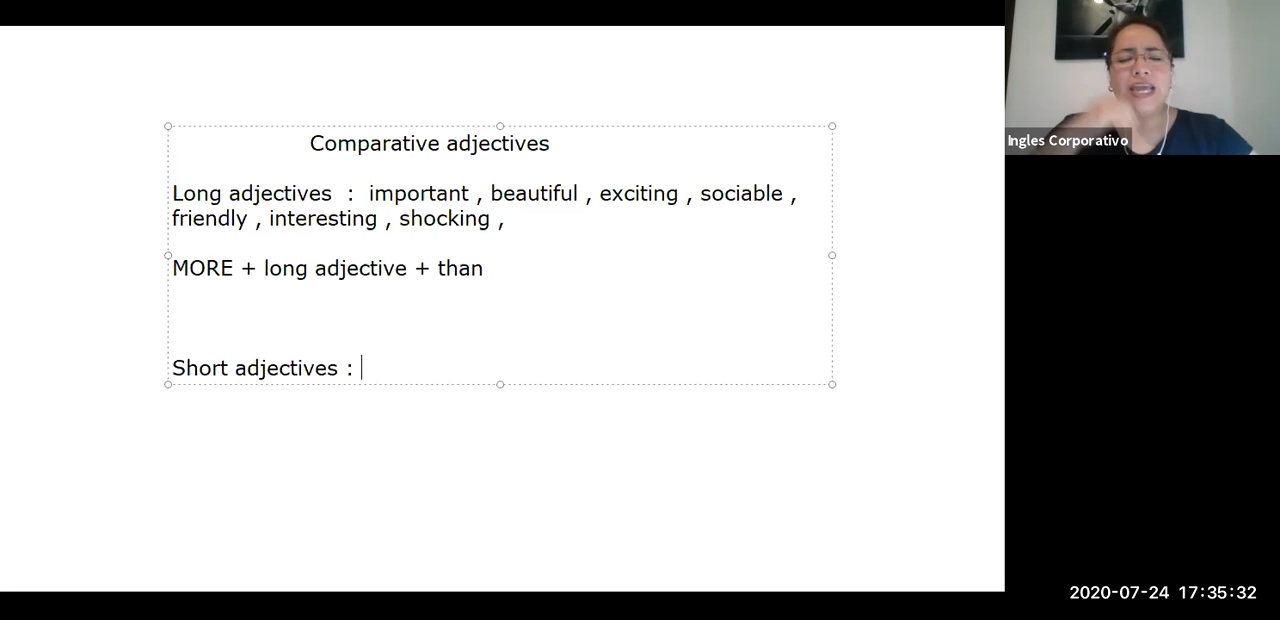 Comparative adjectives
Long adjectives : important , beautiful , exciting , sociable ,
friendly , interesting , shocking ,
MORE + long adjective + than
Short adjectives :
Ingles Corporativo
2020-07-24 17:35:32